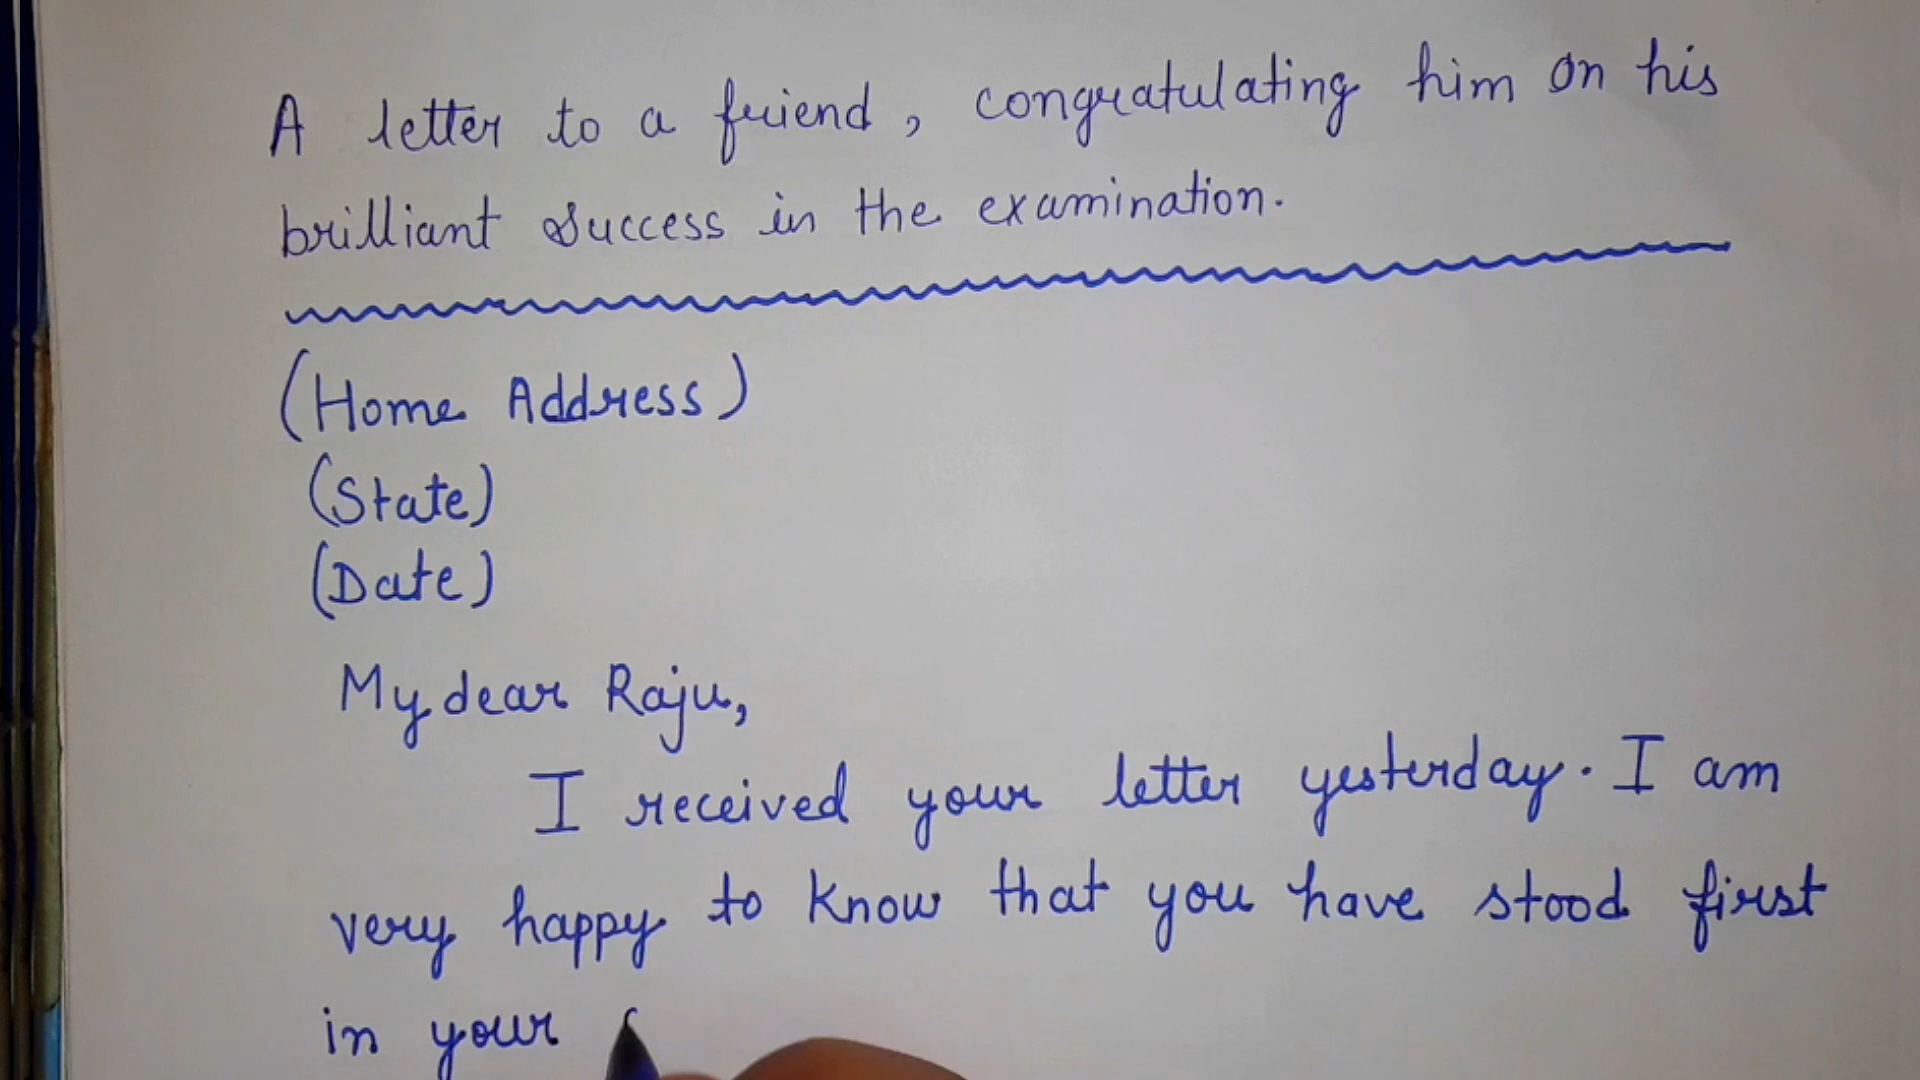 A letter to a friend, congratulating him on his
brilliant success in the examination.
(Home Address)
(State)
(Date)
My dear Raju,
I received your letter yesterday. I am
very happy to know that you have stood first
in your